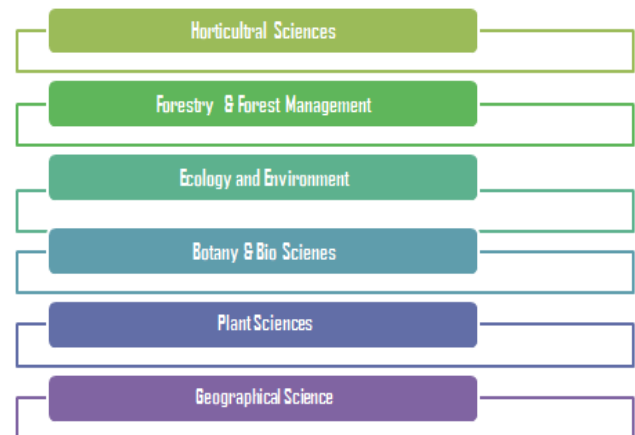 Horticultral Sciences
Forestry & Forest Management
Ecology and Environment
Botany & Bio Scienes
Plant Sciences
Geographical Science